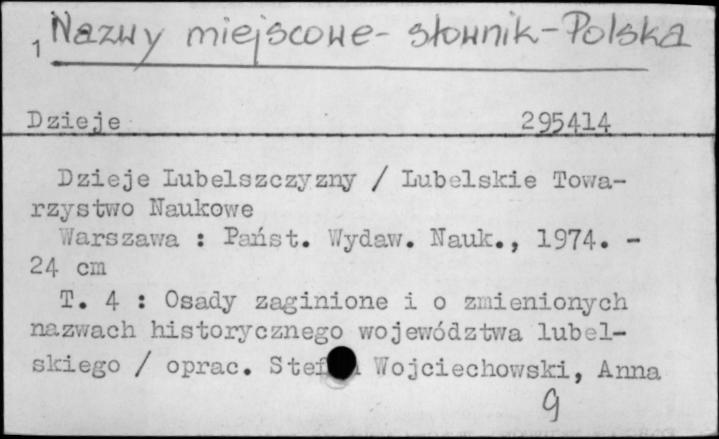 1 Nazwy miejscowe - słownik - Polska
Dzieje 295414
Dzieje Lubelszczyzny / Lubelskie Towa-
rzystwo Naukowe
Warszawa : Państ. Wydaw. Nauk., 1974. -
24 cm
T. 4 : Osady zaginione i o zmienionych
nazwach historycznego województwa lubel-
skiego / oprac. Wojciechowski, Anna
9